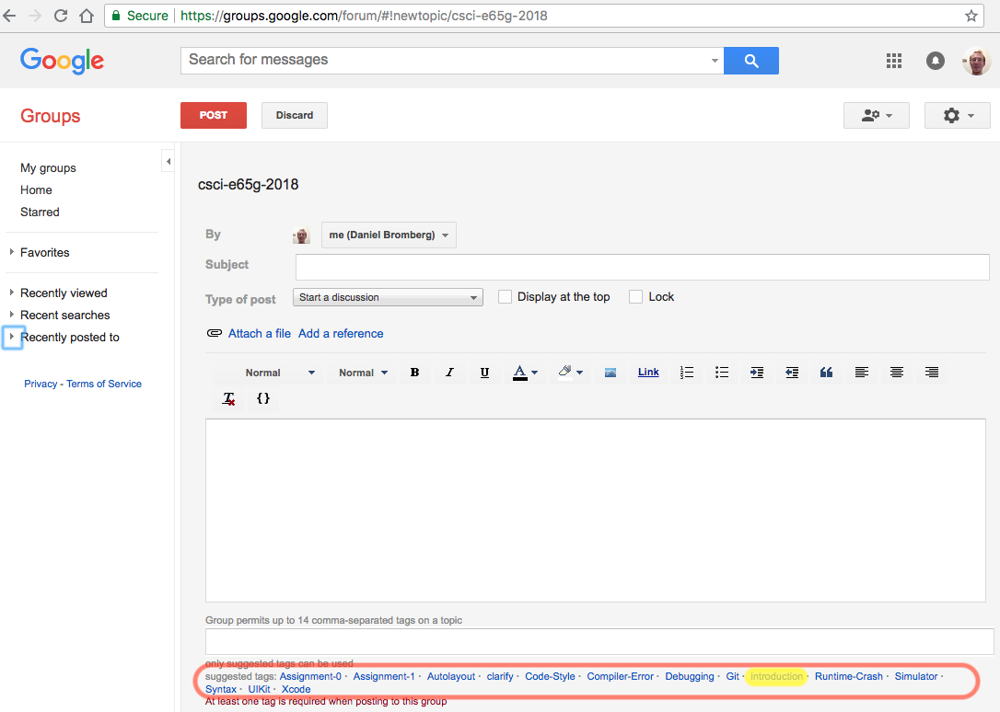 Secure https://groups.google.com/forum/#!newtopic/csci-e65g-2018
Google
Search for messages
Groups
POST
Discard
My groups
Home
Starred
Favorites
Recently viewed
Recent searches
Recently posted to
Privacy - Terms of Service
csci-e65g-2018
By me (Daniel Bromberg)
Subject
Type of post Start a discussion Display at the top Lock
Attach a file Add a reference
Normal Normal B I U A Link
{}
Group permits up to 14 comma-separated tags on a topic
only suggested tags can be used
suggested tags: Assignment-0 · Assignment-1 · Autolayout · clarify · Code-Style · Compiler-Error · Debugging · Git · introduction · Runtime-Crash · Simulator ·
Syntax · UIKit · Xcode
At least one tag is required when posting to this group